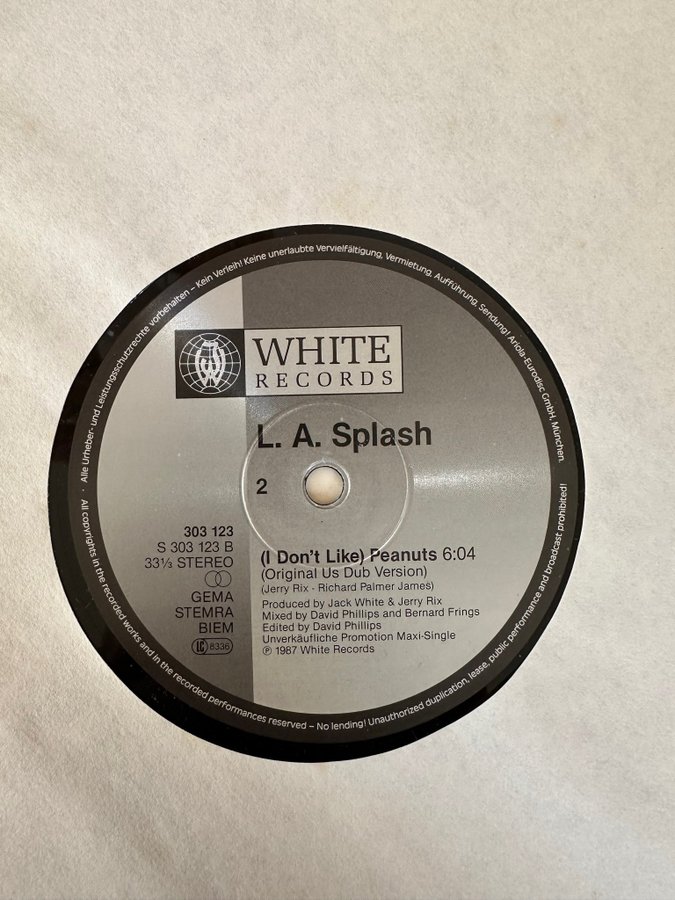 Alle Urheber- und Leistungsschutzrechte vorbehalten – Kein Verleih! Keine unerlaubte Vervielfältigung, Vermietung, Aufführung, Sendung! Ariola-Eurodisc GmbH, München.
WHITE
RECORDS
L. A. Splash
2
303 123
S 303 123 B
33⅓ STEREO
GEMA
STEMRA
BIEM
LC 8336
(I Don't Like) Peanuts 6:04
(Original Us Dub Version)
(Jerry Rix - Richard Palmer James)
Produced by Jack White & Jerry Rix
Mixed by David Phillips and Bernard Frings
Edited by David Phillips
Unverkäufliche Promotion Maxi-Single
℗ 1987 White Records
All copyrights in the recorded works and in the recorded performances reserved – No lending! Unauthorized duplication, lease, public performance and broadcast prohibited!